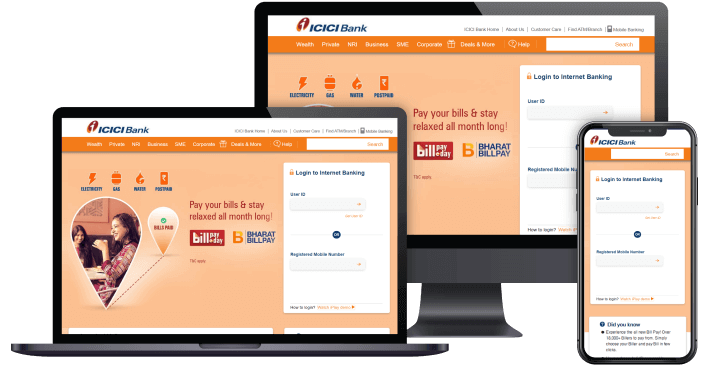 ICICI Bank
ICICI Bank Home | About Us | Customer Care | Find ATM/Branch | Mobile Banking
Wealth Private NRI Business SME Corporate Deals & More Help Search
ELECTRICITY GAS WATER POSTPAID
Pay your bills & stay
relaxed all month long!
bill pay day BHARAT BILLPAY
T&C apply.
Login to Internet Banking
User ID
Registered Mobile Number
How to login?
ICICI Bank
ICICI Bank Home | About Us | Customer Care | Find ATM/Branch | Mobile Banking
Wealth Private NRI Business SME Corporate Deals & More Help Search
ELECTRICITY GAS WATER POSTPAID
BILLS PAID
Pay your bills & stay
relaxed all month long!
bill pay day BHARAT BILLPAY
T&C apply.
Login to Internet Banking
User ID
OR
Registered Mobile Number
How to login? Watch iPay demo
ICICI Bank
Search
Login to Internet Banking
User ID
OR
Registered Mobile Number
How to login? Watch iPay demo
Did you know
Experience the all new Bill Pay! Over
18,000+ Billers to pay from. Simply
choose your Biller and pay Bill in few
clicks.